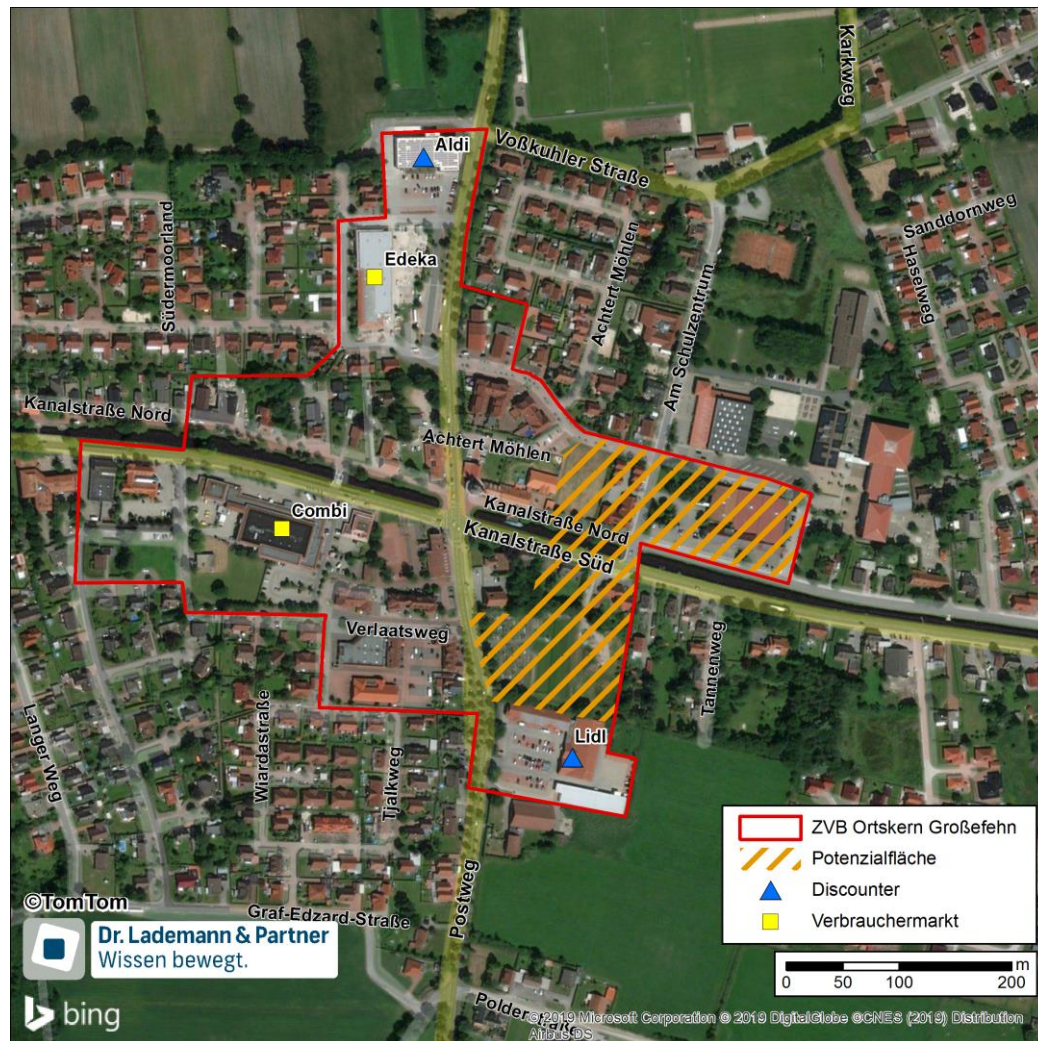 Karkweg
Aldi
Voßkuhler Straße
Sanddornweg
Haselweg
Südermoorland
Edeka
Achtert Möhlen
Am Schulzentrum
Kanalstraße Nord
Achtert Möhlen
Combi
Kanalstraße Nord
Kanalstraße Süd
Verlaatsweg
Tannenweg
Langer Weg
Wiardastraße
Tjalkweg
Lidl
Postweg
Graf-Edzard-Straße
Polderstraße
ZVB Ortskern Großefehn
Potenzialfläche
Discounter
Verbrauchermarkt
©TomTom
Dr. Lademann & Partner
Wissen bewegt.
m
0 50 100 200
bing
© 2019 Microsoft Corporation © 2019 DigitalGlobe ©CNES (2019) Distribution
Airbus DS